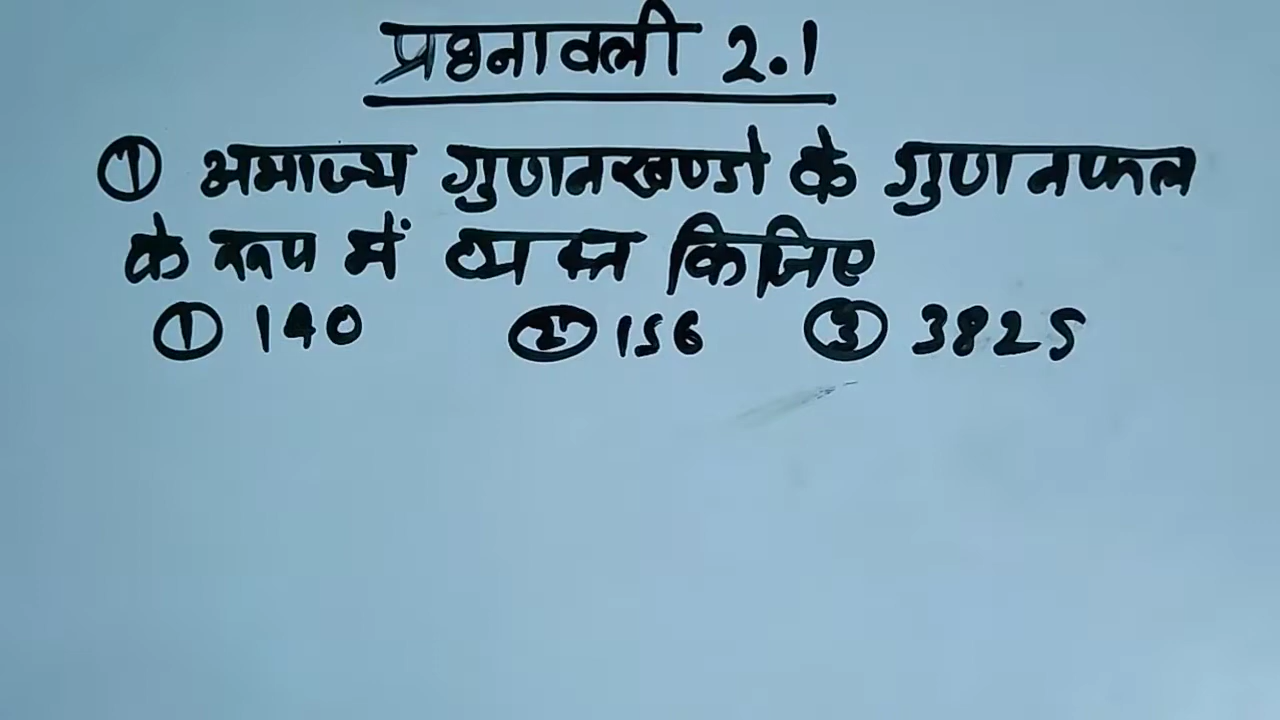 प्रश्नावली 2.1
① अभाज्य गुणनखण्डो के गुणनफल
के रूप में व्यक्त किजिए
① 140 ② 156 ③ 3825